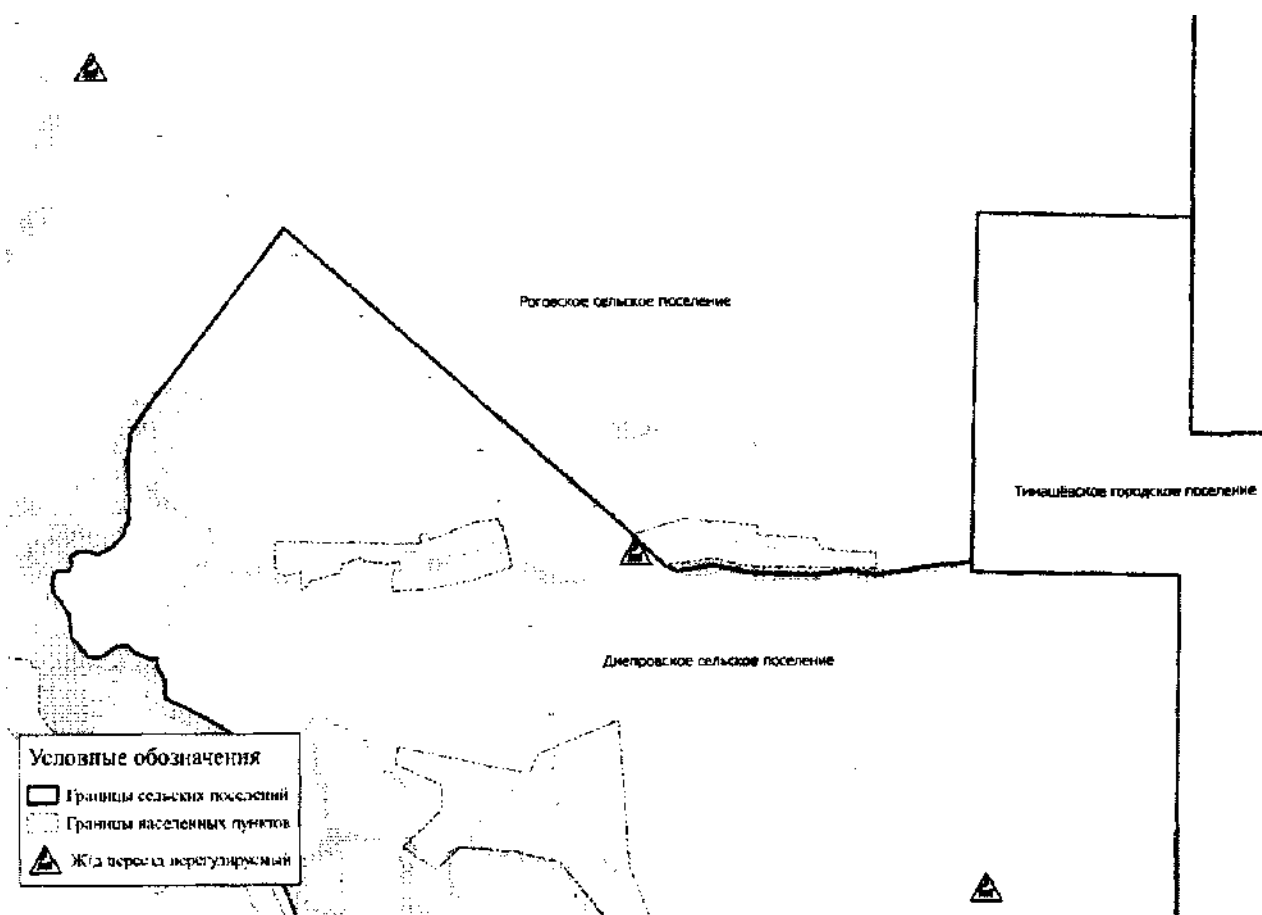 Роговское сельское поселение
Тимашёвское городское поселение
Днепровское сельское поселение
Условные обозначения
Границы сельских поселений
Границы населенных пунктов
Ж/д переезд нерегулируемый